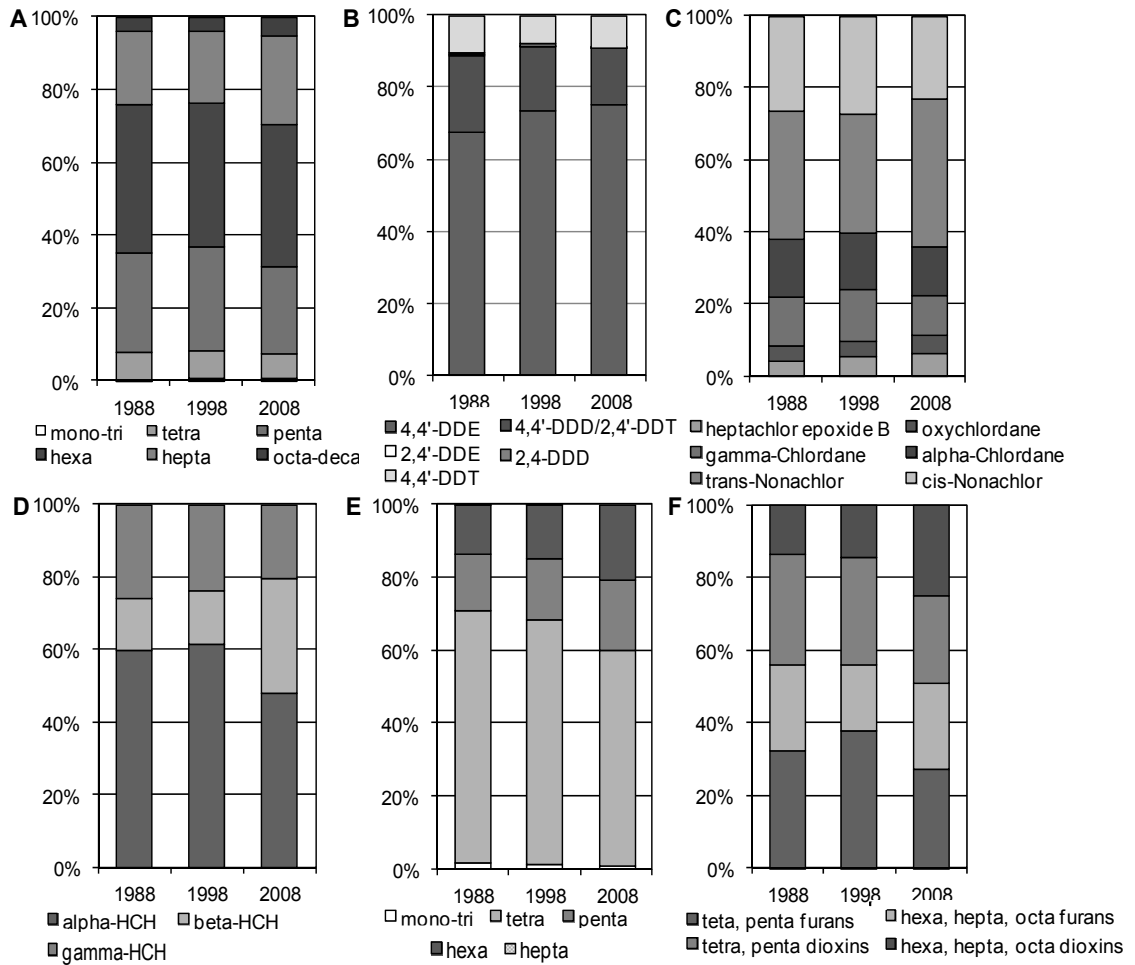 A
100%
80%
60%
40%
20%
0%
1988 1998 2008
mono-tri tetra penta
hexa hepta octa-deca
B
100%
80%
60%
40%
20%
0%
1988 1998 2008
4,4'-DDE 4,4'-DDD/2,4'-DDT
2,4'-DDE 2,4-DDD
4,4'-DDT
C
100%
80%
60%
40%
20%
0%
1988 1998 2008
heptachlor epoxide B oxychlordane
gamma-Chlordane alpha-Chlordane
trans-Nonachlor cis-Nonachlor
D
100%
80%
60%
40%
20%
0%
1988 1998 2008
alpha-HCH beta-HCH
gamma-HCH
E
100%
80%
60%
40%
20%
0%
1988 1998 2008
mono-tri tetra penta
hexa hepta
F
100%
80%
60%
40%
20%
0%
1988 1998 2008
teta, penta furans hexa, hepta, octa furans
tetra, penta dioxins hexa, hepta, octa dioxins